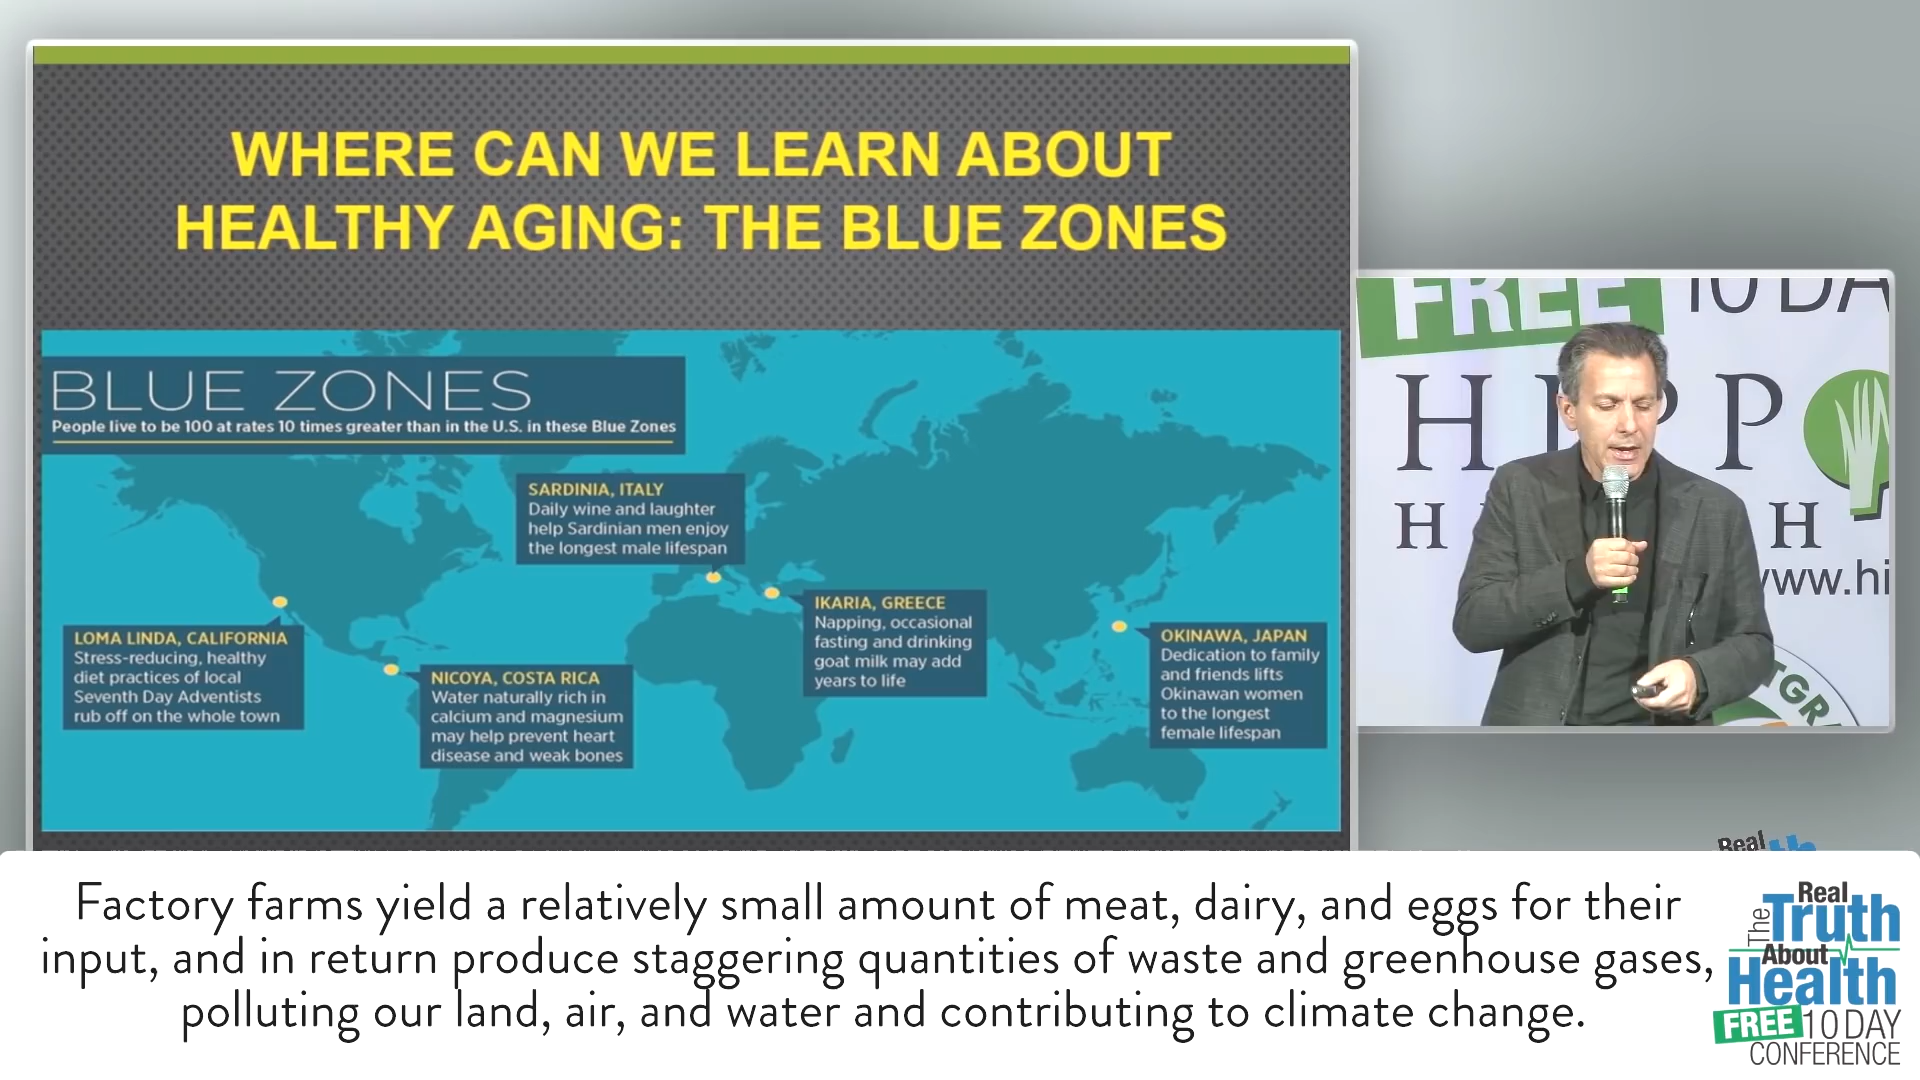 WHERE CAN WE LEARN ABOUT
HEALTHY AGING: THE BLUE ZONES
BLUE ZONES
People live to be 100 at rates 10 times greater than in the U.S. in these Blue Zones
SARDINIA, ITALY
Daily wine and laughter
help Sardinian men enjoy
the longest male lifespan
IKARIA, GREECE
Napping, occasional
fasting and drinking
goat milk may add
years to life
LOMA LINDA, CALIFORNIA
Stress-reducing, healthy
diet practices of local
Seventh Day Adventists
rub off on the whole town
NICOYA, COSTA RICA
Water naturally rich in
calcium and magnesium
may help prevent heart
disease and weak bones
OKINAWA, JAPAN
Dedication to family
and friends lifts
Okinawan women
to the longest
female lifespan
FREE 10 DA
H P P
H H
www.hi
TGRA
Real
Factory farms yield a relatively small amount of meat, dairy, and eggs for their
input, and in return produce staggering quantities of waste and greenhouse gases,
polluting our land, air, and water and contributing to climate change.
The Real
Truth
About
Health
FREE 10 DAY
CONFERENCE